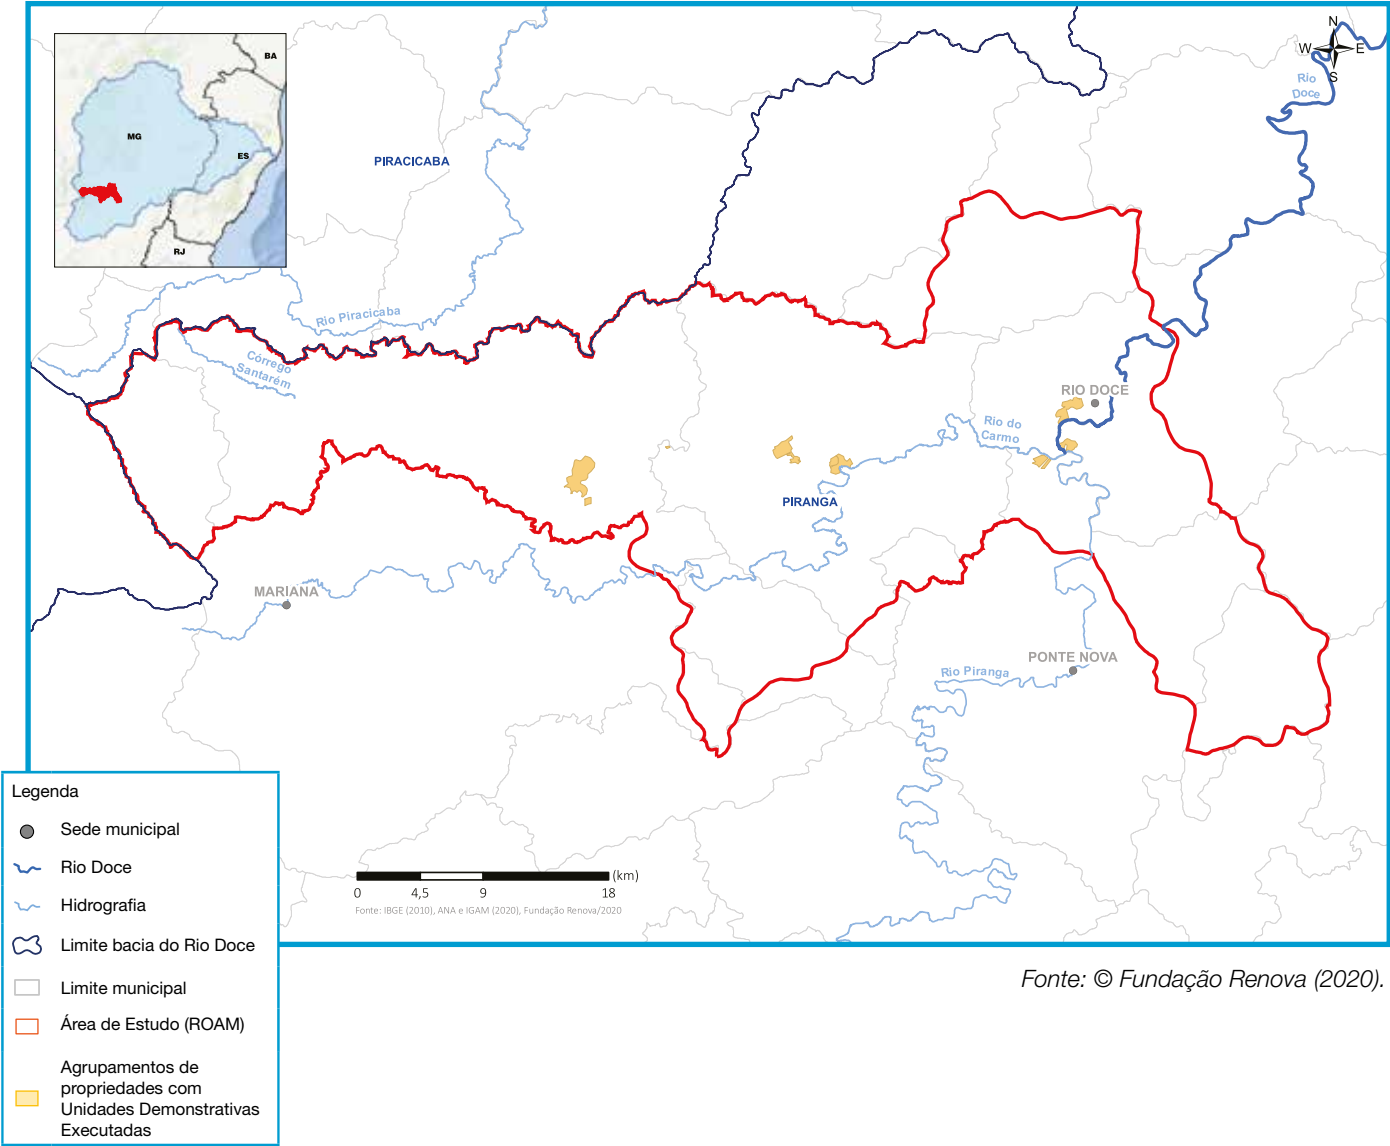 BA
MG
ES
RJ
N
W
E
S
Rio
Doce
PIRACICABA
Rio Piracicaba
Córrego
Santarém
RIO DOCE
Rio do
Carmo
PIRANGA
MARIANA
PONTE NOVA
Rio Piranga
(km)
0
4,5
9
18
Fonte: IBGE (2010), ANA e IGAM (2020), Fundação Renova/2020
Legenda
Sede municipal
Rio Doce
Hidrografia
Limite bacia do Rio Doce
Limite municipal
Área de Estudo (ROAM)
Agrupamentos de
propriedades com
Unidades Demonstrativas
Executadas
Fonte: © Fundação Renova (2020).